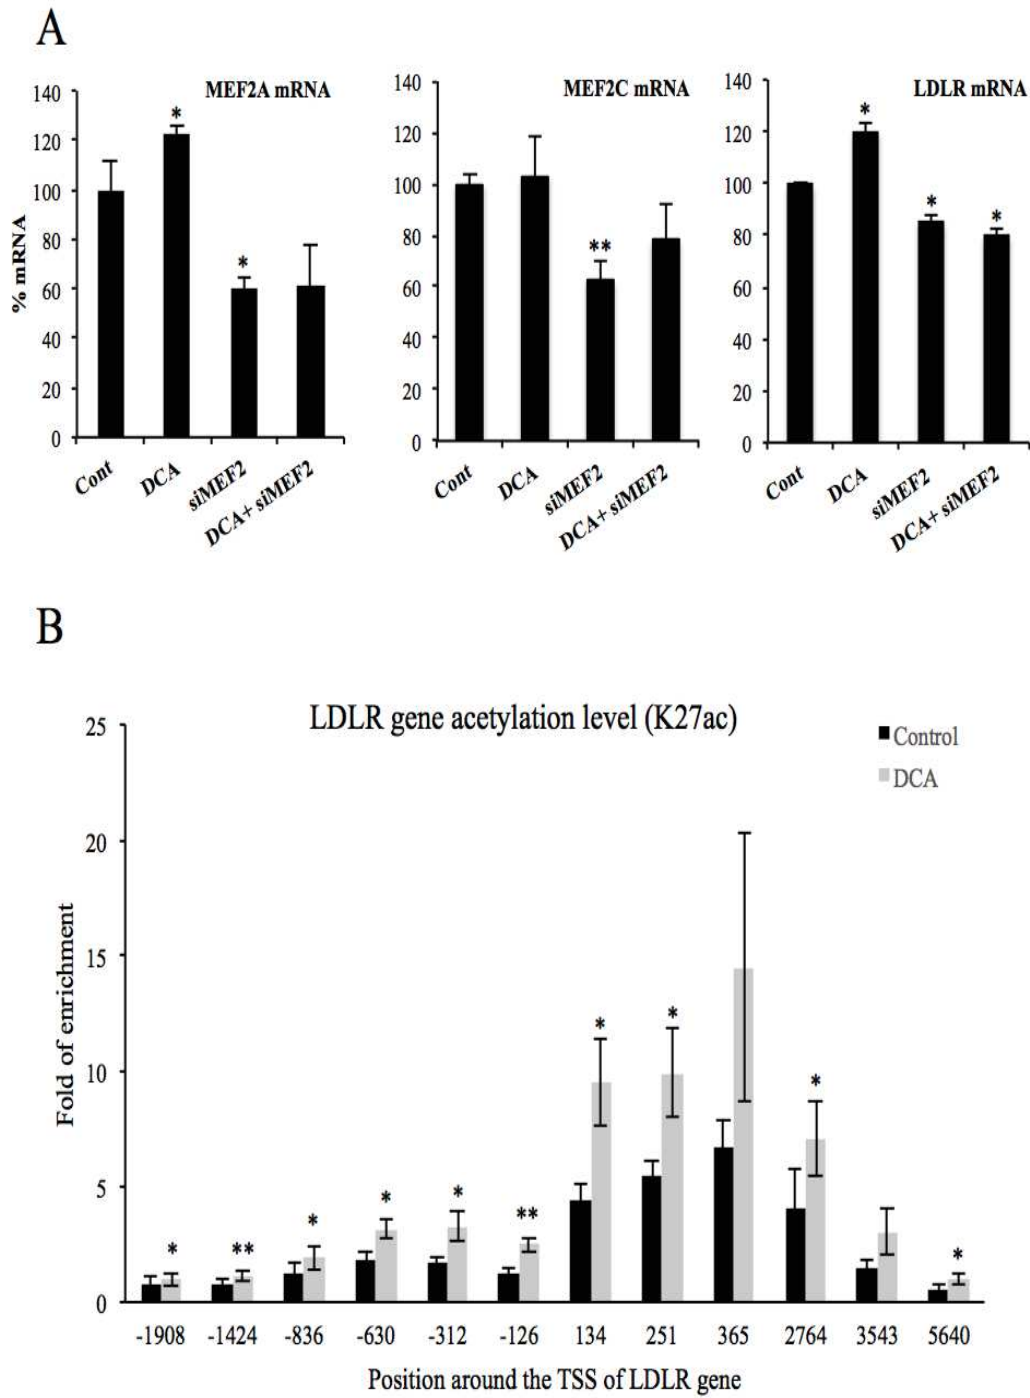 A
MEF2A mRNA
MEF2C mRNA
LDLR mRNA
% mRNA
140
120
100
80
60
40
20
0
*
*
Cont
DCA
siMEF2
DCA+ siMEF2
140
120
100
80
60
40
20
0
**
Cont
DCA
siMEF2
DCA+ siMEF2
140
120
100
80
60
40
20
0
*
*
*
Cont
DCA
siMEF2
DCA+ siMEF2
B
LDLR gene acetylation level (K27ac)
Control
DCA
Fold of enrichment
25
20
15
10
5
0
* ** * * * ** * * * *
-1908 -1424 -836 -630 -312 -126 134 251 365 2764 3543 5640
Position around the TSS of LDLR gene